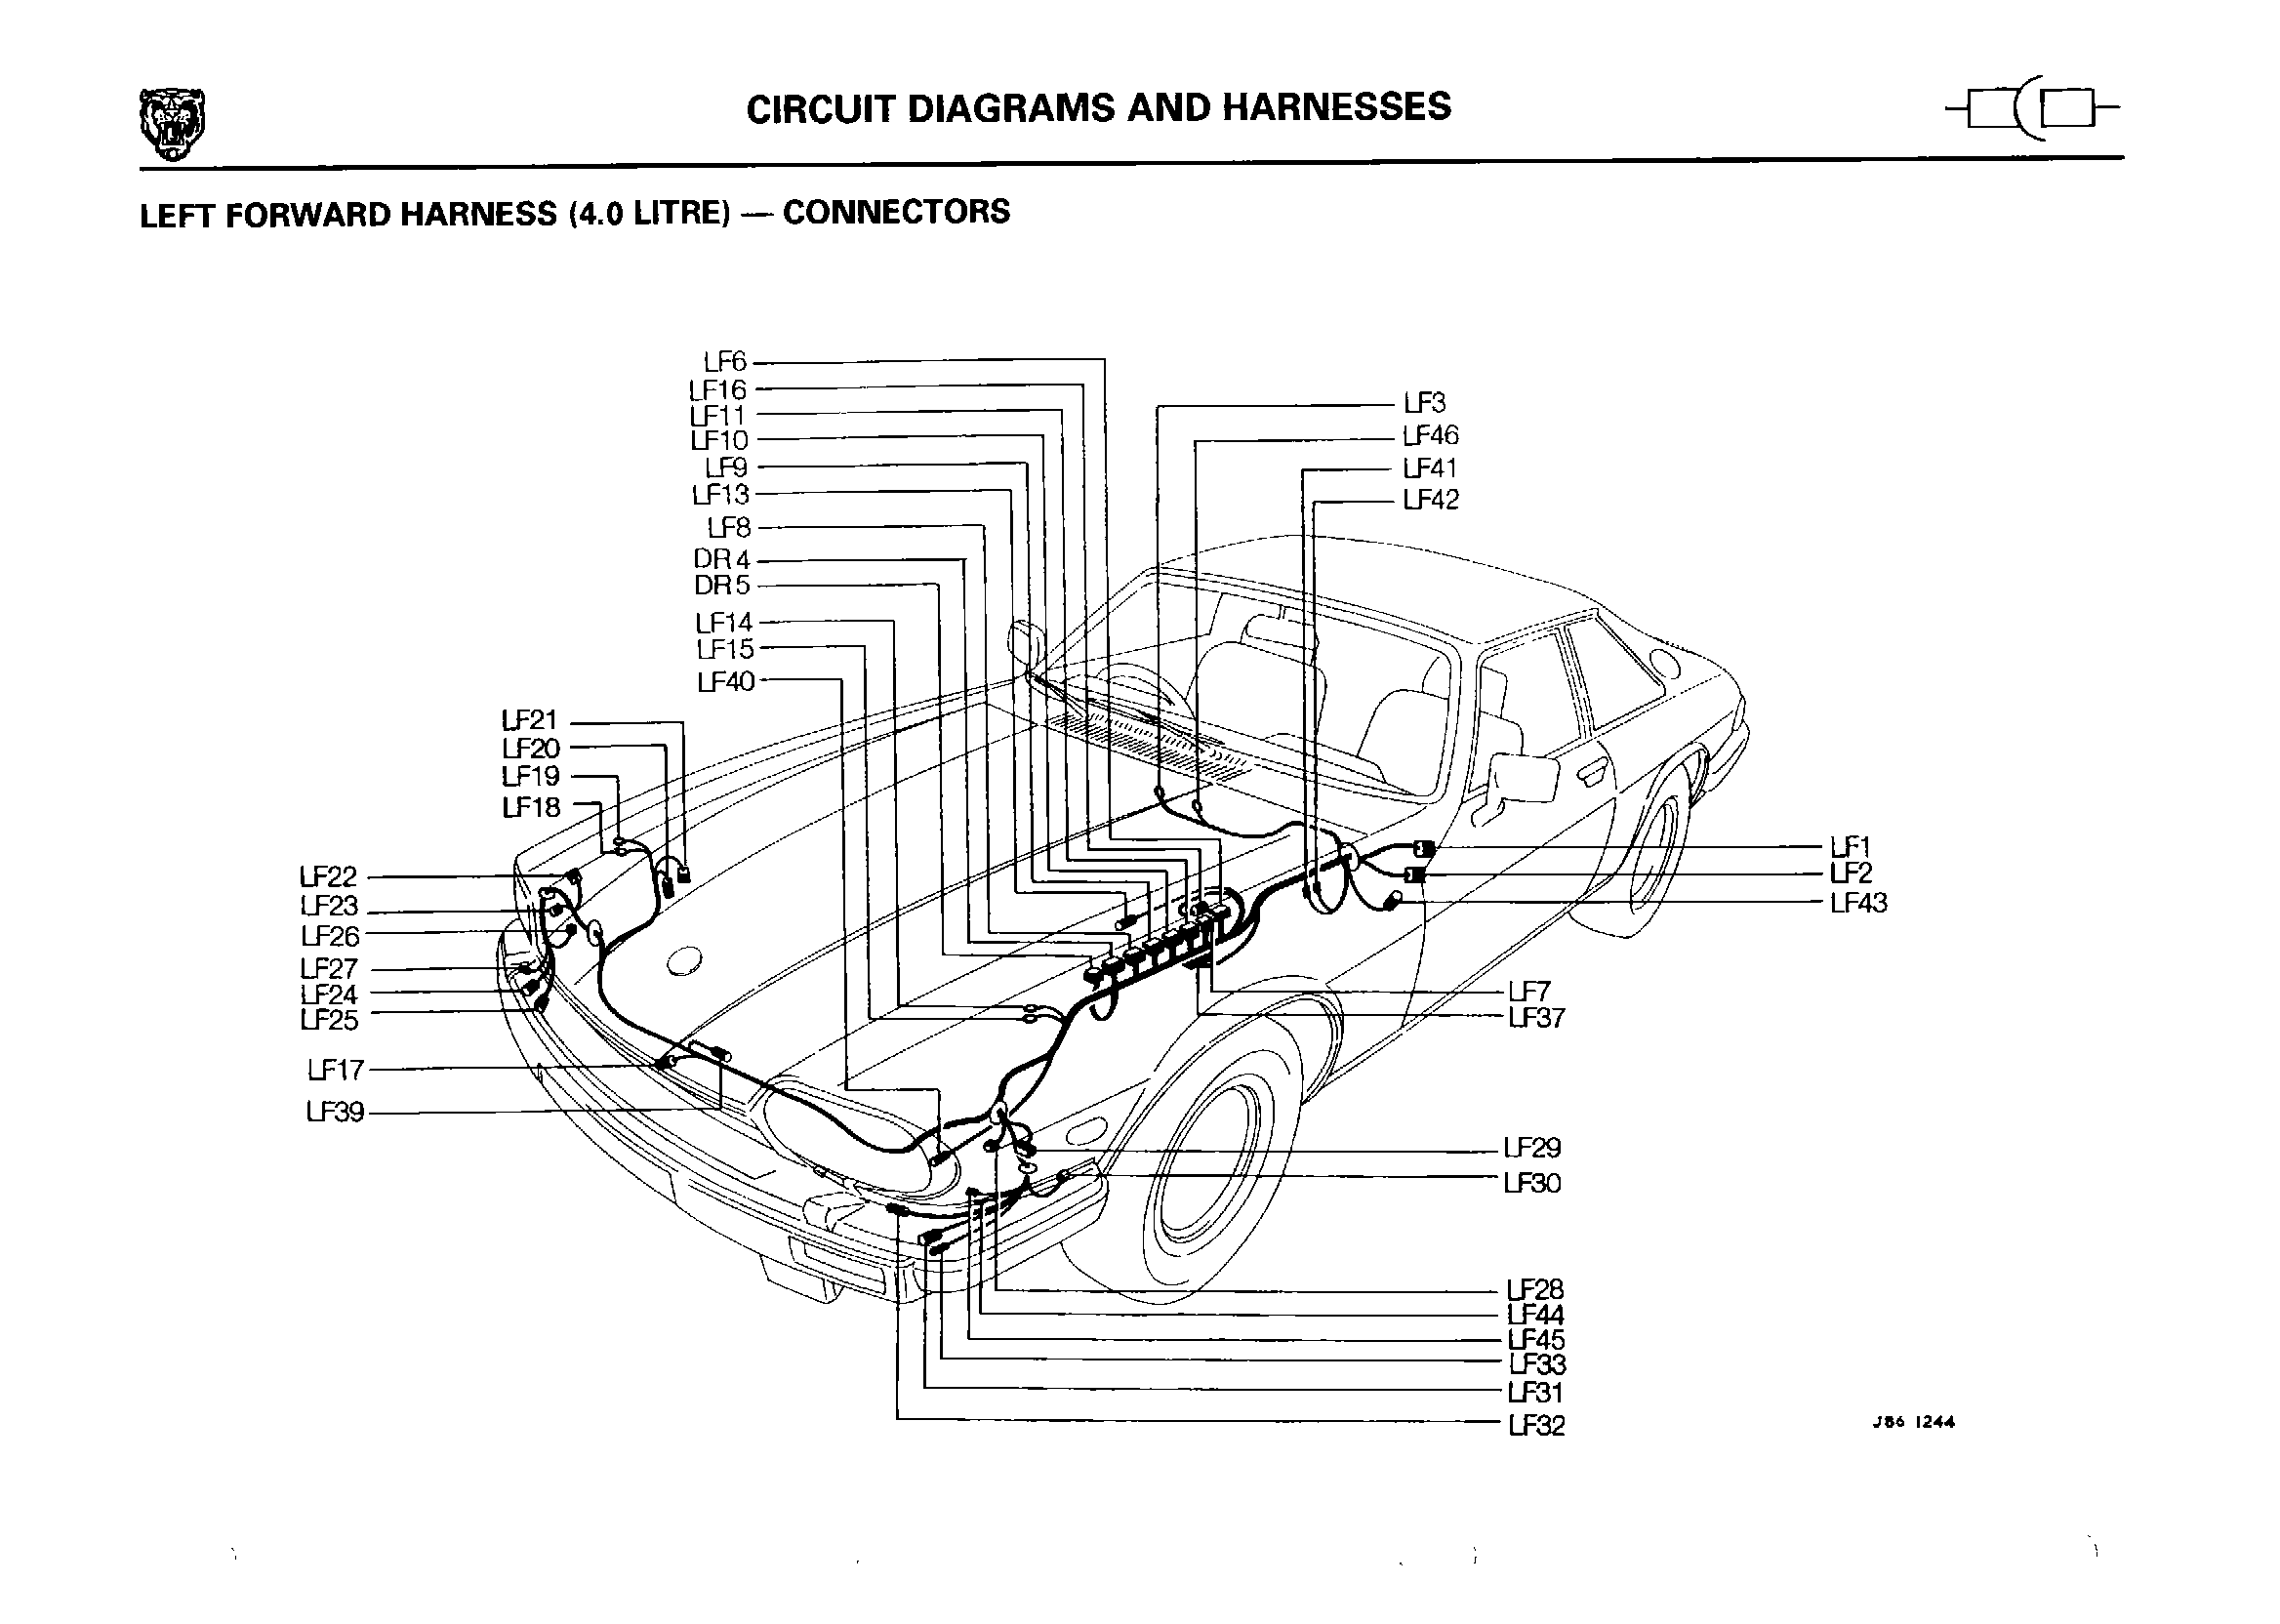 CIRCUIT DIAGRAMS AND HARNESSES
LEFT FORWARD HARNESS (4.0 LITRE) — CONNECTORS
LF6
LF16
LF11
LF10
LF9
LF13
LF8
DR4
DR5
LF14
LF15
LF40
LF3
LF46
LF41
LF42
LF21
LF20
LF19
LF18
LF22
LF23
LF26
LF27
LF24
LF25
LF17
LF39
LF1
LF2
LF43
LF7
LF37
LF29
LF30
LF28
LF44
LF45
LF33
LF31
LF32
J86 1244